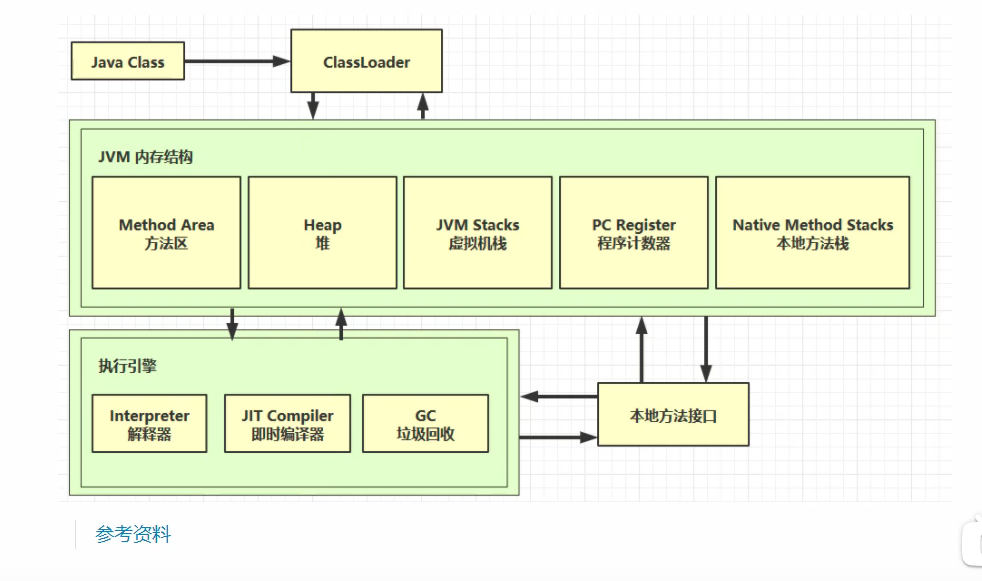 Java Class
ClassLoader
JVM 内存结构
Method Area
方法区
Heap
堆
JVM Stacks
虚拟机栈
PC Register
程序计数器
Native Method Stacks
本地方法栈
执行引擎
Interpreter
解释器
JIT Compiler
即时编译器
GC
垃圾回收
本地方法接口
参考资料